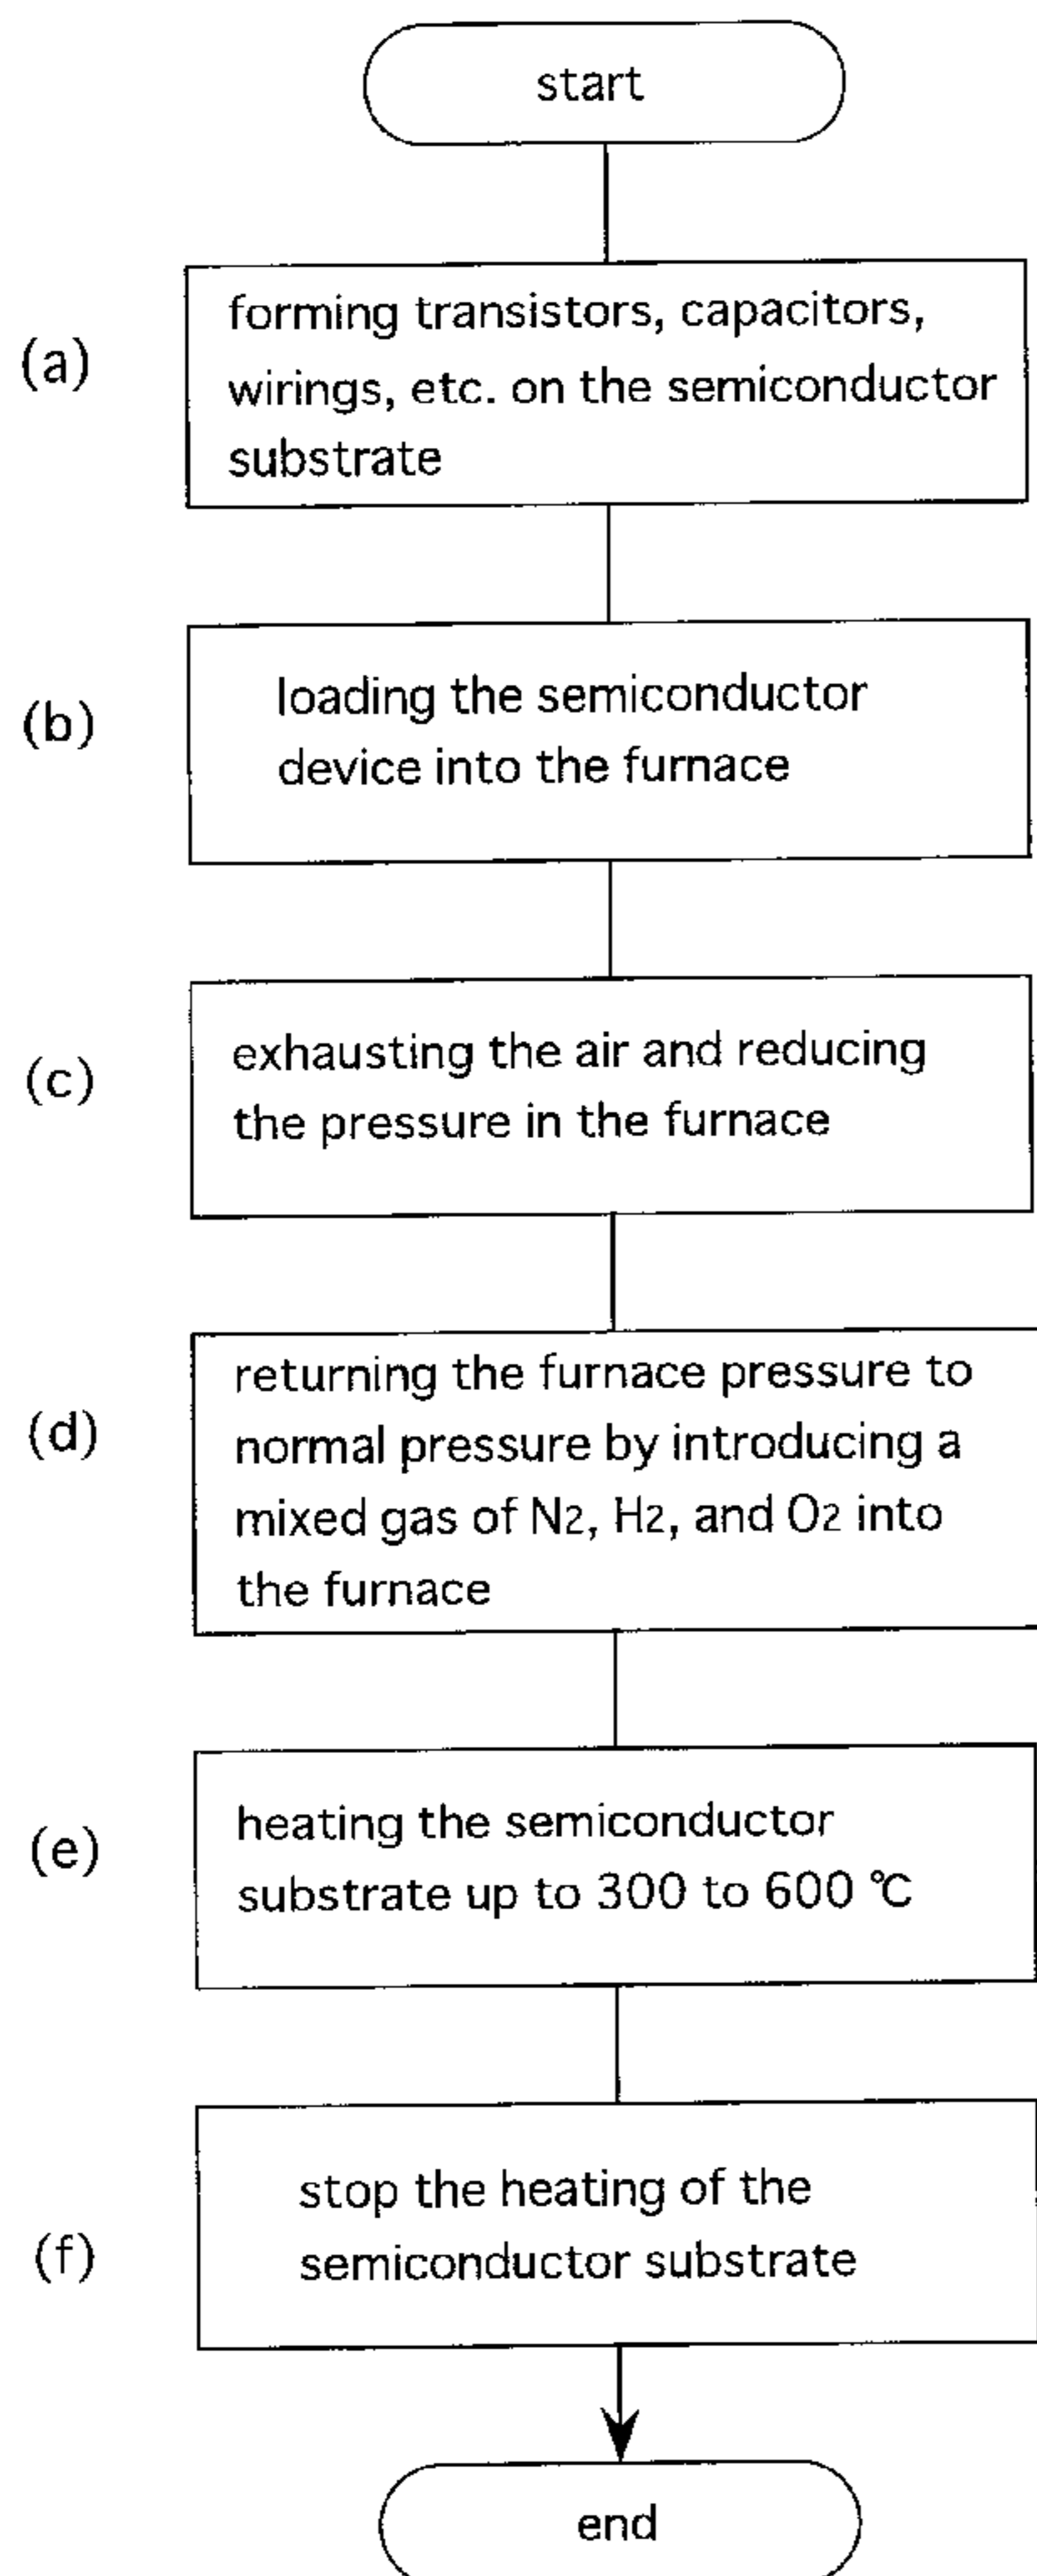 start
(a)
forming transistors, capacitors,
wirings, etc. on the semiconductor
substrate
(b)
loading the semiconductor
device into the furnace
(c)
exhausting the air and reducing
the pressure in the furnace
(d)
returning the furnace pressure to
normal pressure by introducing a
mixed gas of N2, H2, and O2 into
the furnace
(e)
heating the semiconductor
substrate up to 300 to 600 ℃
(f)
stop the heating of the
semiconductor substrate
end